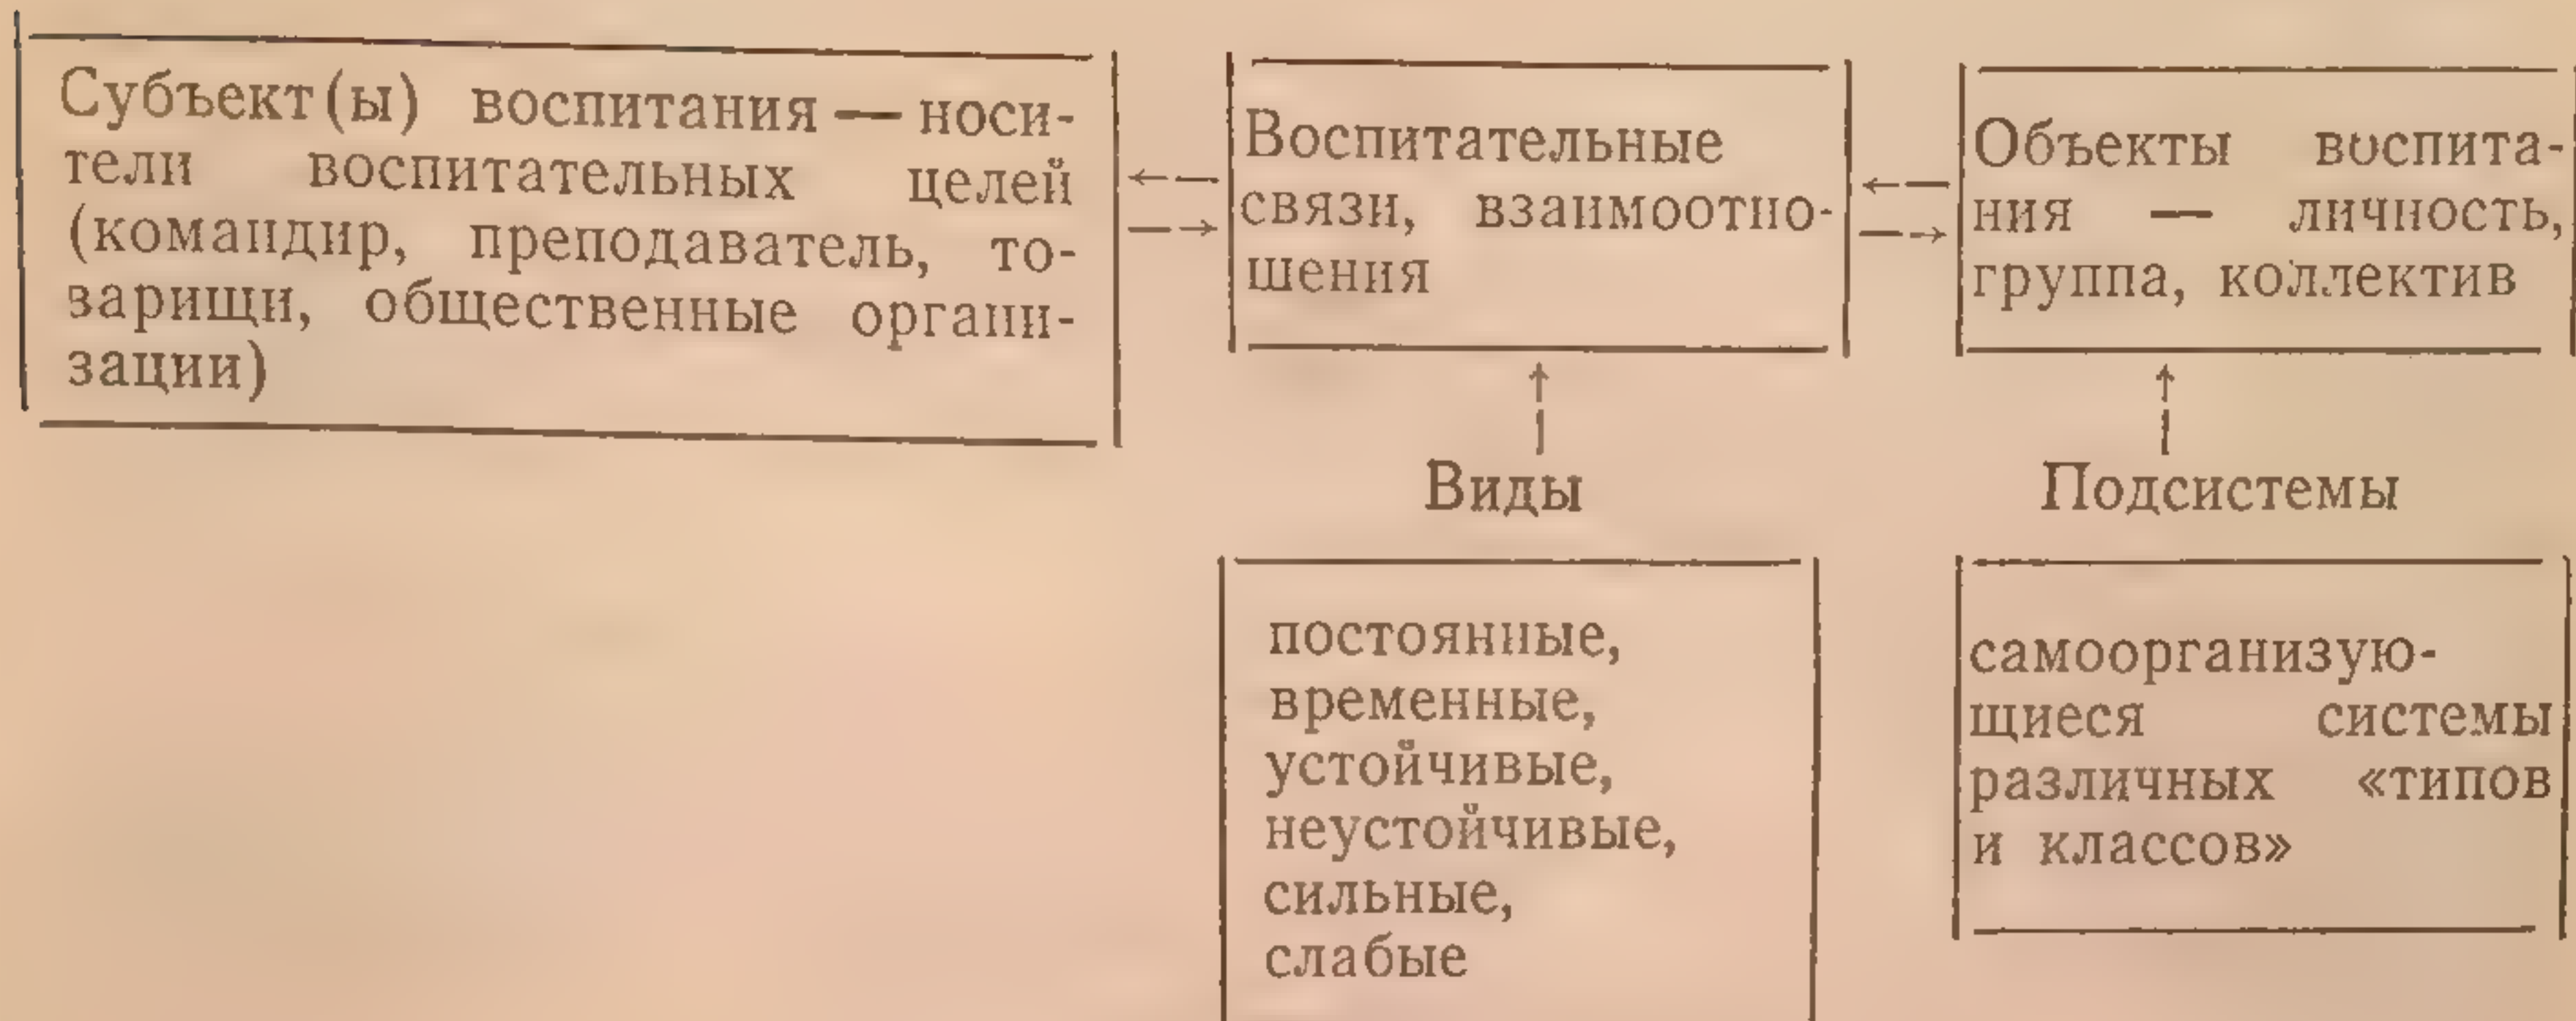 Субъект(ы) воспитания — носи-
тели воспитательных целей
(командир, преподаватель, то-
варищи, общественные органи-
зации)
Воспитательные
связи, взаимоотно-
шения
Объекты воспита-
ния — личность,
группа, коллектив
Виды
Подсистемы
постоянные,
временные,
устойчивые,
неустойчивые,
сильные,
слабые
самоорганизую-
щиеся системы
различных «типов
и классов»